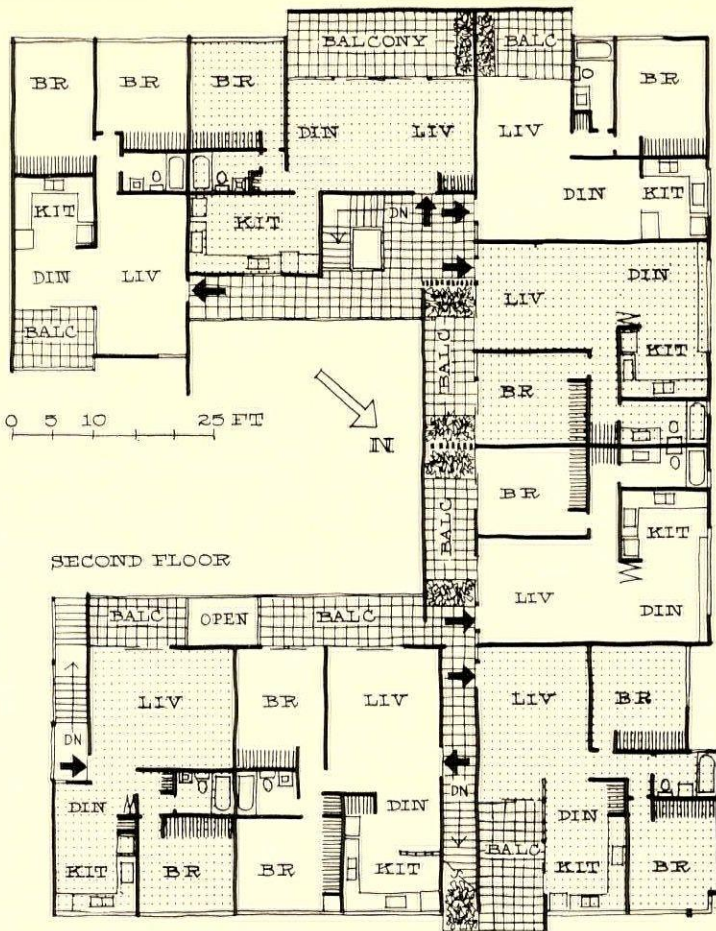 BALCONY BALC
BR BR BR BR
DIN LIV LIV
KIT DIN KIT
KIT DN
DIN LIV LIV DIN
BALC KIT
BALC BR
0 5 10 25 FT
N
BR KIT
BALC
SECOND FLOOR LIV DIN
BALC OPEN BALC
LIV BR LIV LIV BR
DN DN
DIN DIN DIN
KIT BR BR KIT BALC KIT BR